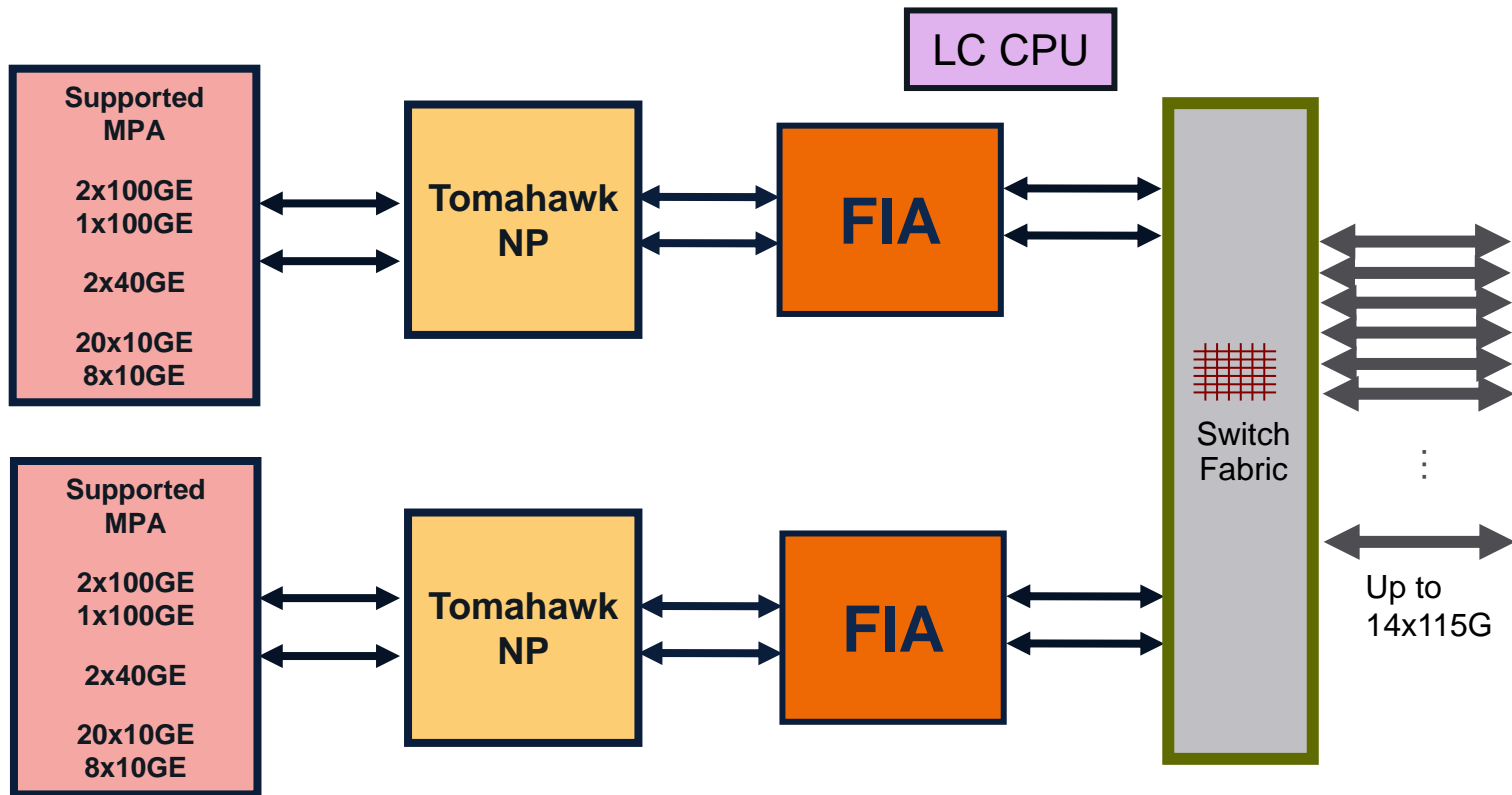 LC CPU
Supported
MPA
2x100GE
1x100GE
2x40GE
20x10GE
8x10GE
Tomahawk
NP
FIA
Supported
MPA
2x100GE
1x100GE
2x40GE
20x10GE
8x10GE
Tomahawk
NP
FIA
Switch
Fabric
⋮
Up to
14x115G